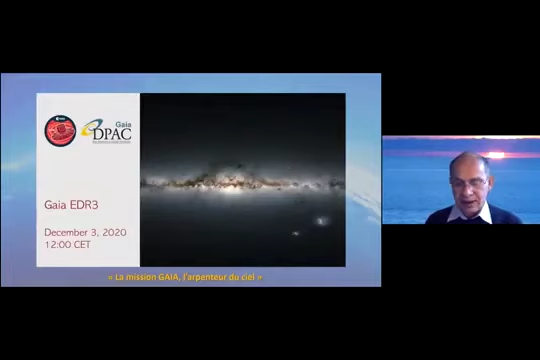 Gaia
DPAC
Gaia EDR3
December 3, 2020
12:00 CET
« La mission GAIA, l'arpenteur du ciel »